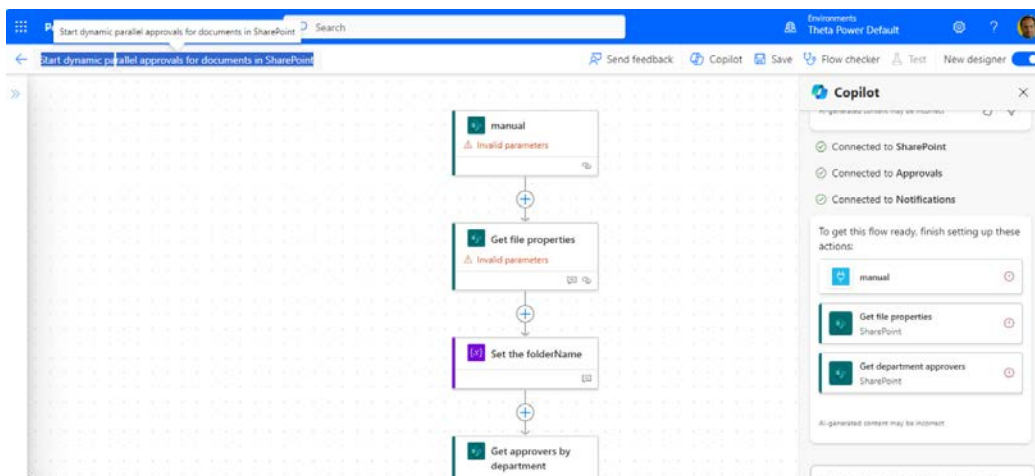 Start dynamic parallel approvals for documents in SharePoint
Search
Environments
Theta Power Default
Start dynamic parallel approvals for documents in SharePoint
Send feedback
Copilot
Save
Flow checker
Test
New designer
manual
Invalid parameters
Get file properties
Invalid parameters
Set the folderName
Get approvers by
department
Copilot
AI-generated content may be incorrect
Connected to SharePoint
Connected to Approvals
Connected to Notifications
To get this flow ready, finish setting up these
actions:
manual
Get file properties
SharePoint
Get department approvers
SharePoint
AI-generated content may be incorrect